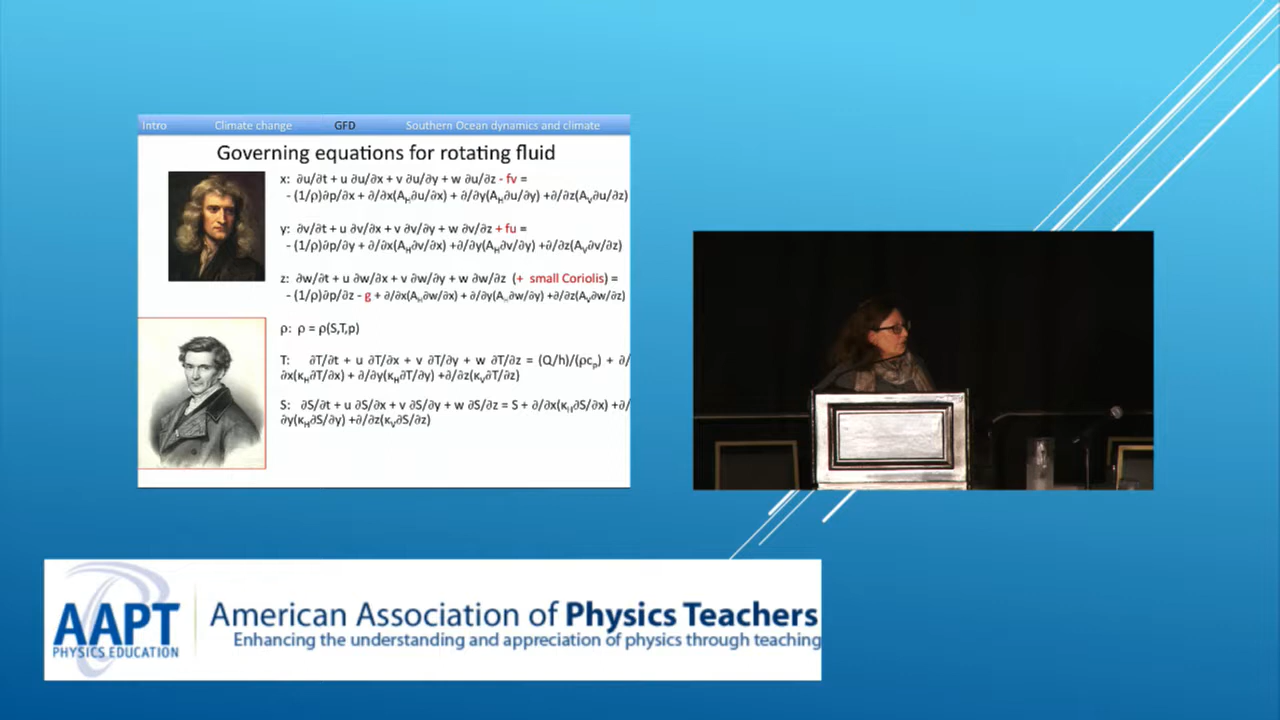 Intro Climate change GFD Southern Ocean dynamics and climate
Governing equations for rotating fluid
x: ∂u/∂t + u ∂u/∂x + v ∂u/∂y + w ∂u/∂z - fv =
- (1/ρ)∂p/∂x + ∂/∂x(A_H∂u/∂x) + ∂/∂y(A_H∂u/∂y) +∂/∂z(A_V∂u/∂z)
y: ∂v/∂t + u ∂v/∂x + v ∂v/∂y + w ∂v/∂z + fu =
- (1/ρ)∂p/∂y + ∂/∂x(A_H∂v/∂x) +∂/∂y(A_H∂v/∂y) +∂/∂z(A_V∂v/∂z)
z: ∂w/∂t + u ∂w/∂x + v ∂w/∂y + w ∂w/∂z (+ small Coriolis) =
- (1/ρ)∂p/∂z - g + ∂/∂x(A_H∂w/∂x) + ∂/∂y(A_H∂w/∂y) +∂/∂z(A_V∂w/∂z)
ρ: ρ = ρ(S,T,p)
T: ∂T/∂t + u ∂T/∂x + v ∂T/∂y + w ∂T/∂z = (Q/h)/(ρc_p) + ∂/
∂x(κ_H∂T/∂x) + ∂/∂y(κ_H∂T/∂y) +∂/∂z(κ_V∂T/∂z)
S: ∂S/∂t + u ∂S/∂x + v ∂S/∂y + w ∂S/∂z = S + ∂/∂x(κ_H∂S/∂x) +∂/
∂y(κ_H∂S/∂y) +∂/∂z(κ_V∂S/∂z)
AAPT
PHYSICS EDUCATION
American Association of Physics Teachers
Enhancing the understanding and appreciation of physics through teaching